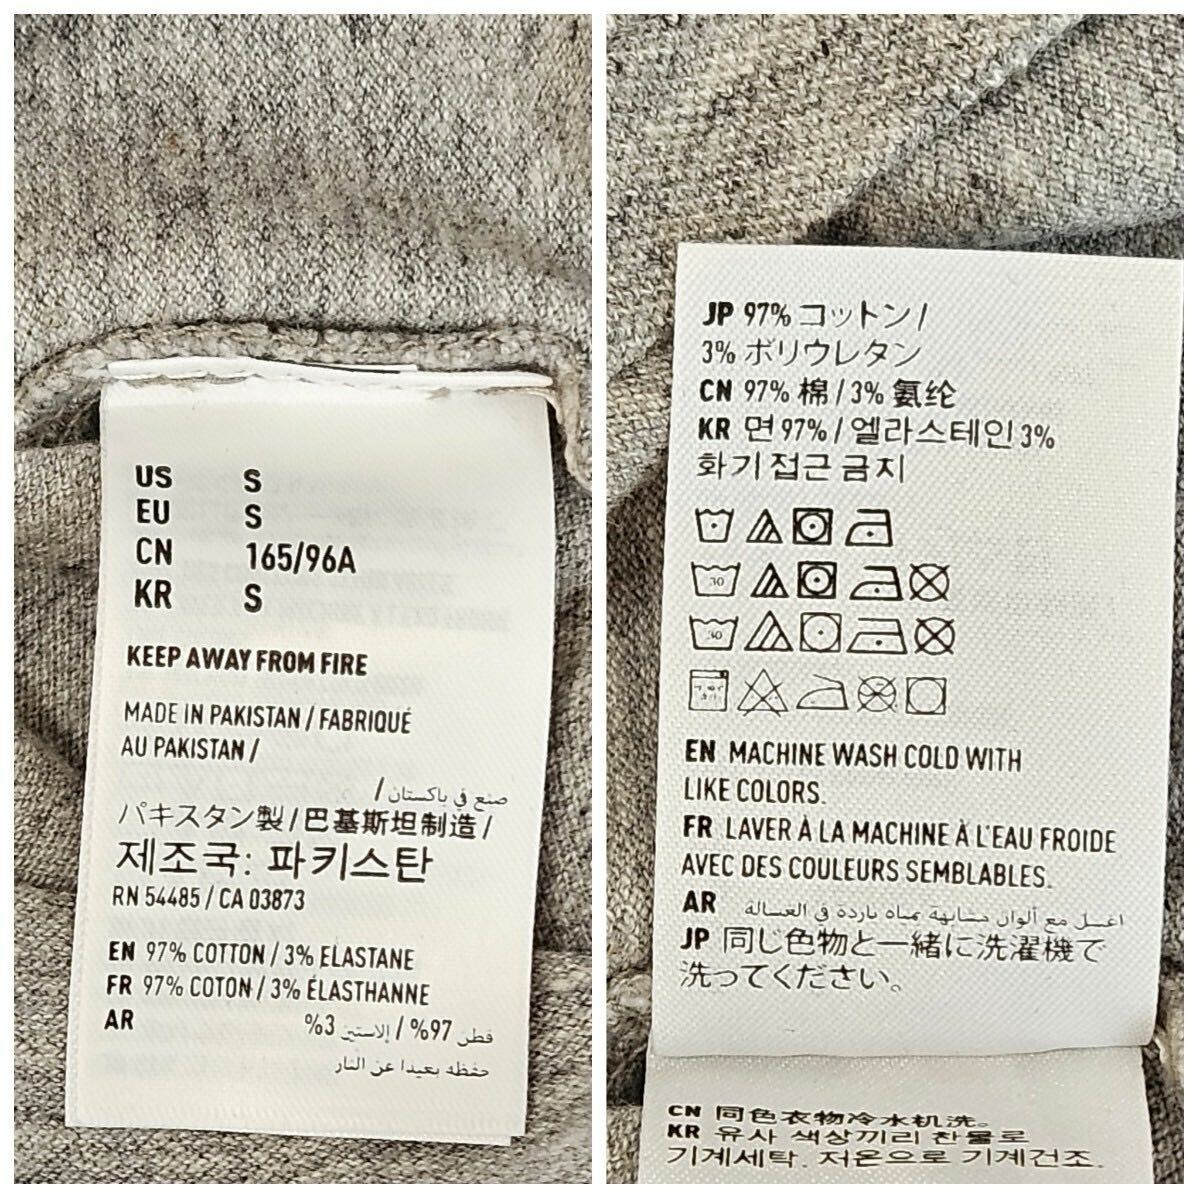 US S
EU S
CN 165/96A
KR S
KEEP AWAY FROM FIRE
MADE IN PAKISTAN / FABRIQUÉ
AU PAKISTAN /
صنع في باكستان /
パキスタン製 / 巴基斯坦制造 /
제조국: 파키스탄
RN 54485 / CA 03873
EN 97% COTTON / 3% ELASTANE
FR 97% COTON / 3% ÉLASTHANNE
AR قطن 97% / إلاستين 3%
حفظه بعيدا عن النار
JP 97% コットン /
3% ポリウレタン
CN 97% 棉 / 3% 氨纶
KR 면 97% / 엘라스테인 3%
화기 접근 금지
30
30
EN MACHINE WASH COLD WITH
LIKE COLORS.
FR LAVER À LA MACHINE À L'EAU FROIDE
AVEC DES COULEURS SEMBLABLES.
AR اغسل مع ألوان مشابهة بماء باردة في الغسالة
JP 同じ色物と一緒に洗濯機で
洗ってください。
CN 同色衣物冷水机洗。
KR 유사 색상끼리 찬물로
기계세탁. 저온으로 기계건조.